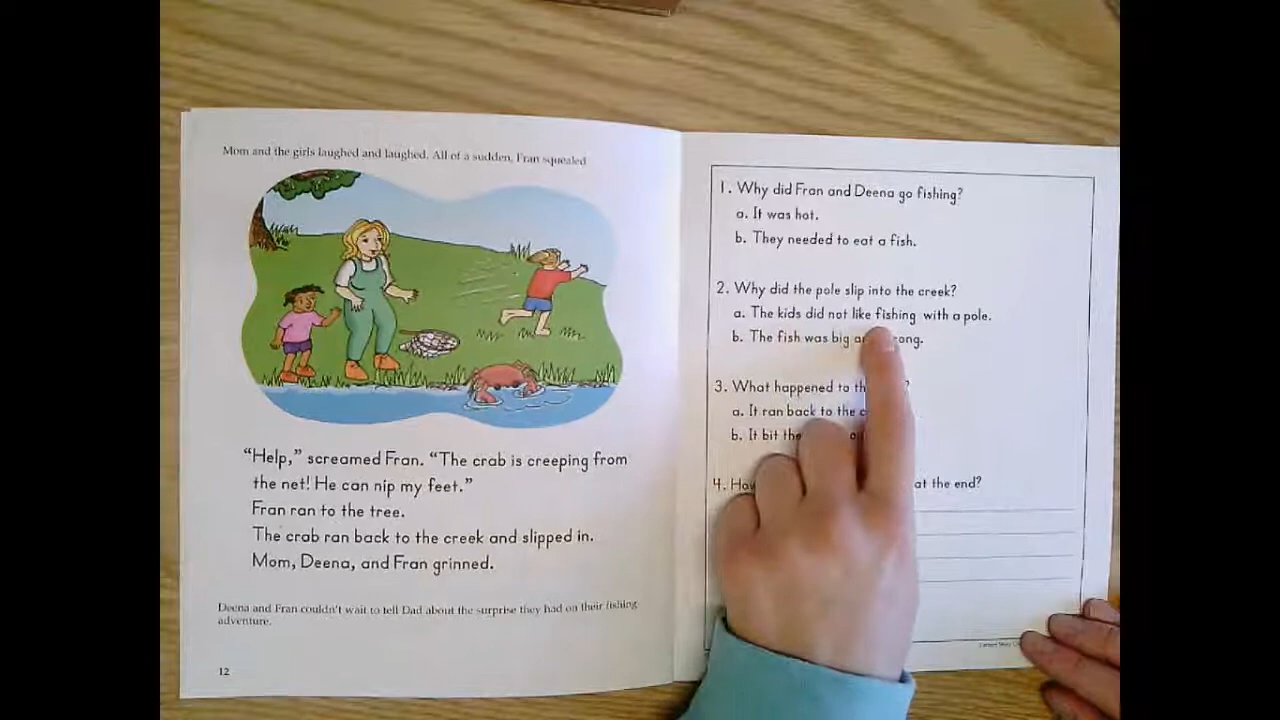 Mom and the girls laughed and laughed. All of a sudden, Fran squealed
"Help," screamed Fran. "The crab is creeping from
the net! He can nip my feet."
Fran ran to the tree.
The crab ran back to the creek and slipped in.
Mom, Deena, and Fran grinned.
Deena and Fran couldn't wait to tell Dad about the surprise they had on their fishing
adventure.
12
1. Why did Fran and Deena go fishing?
a. It was hot.
b. They needed to eat a fish.
2. Why did the pole slip into the creek?
a. The kids did not like fishing with a pole.
b. The fish was big
3. What happened to
a. It ran back to the
b. It bit the
4. at the end?